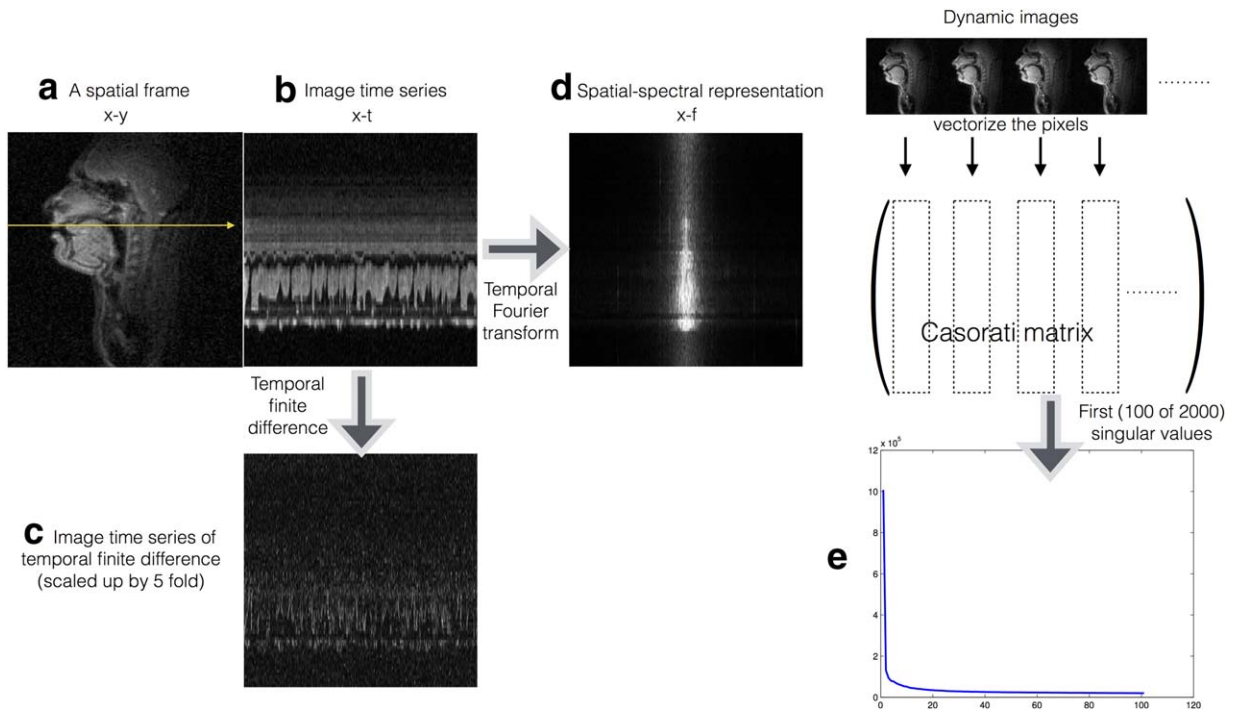 a A spatial frame
x-y
b Image time series
x-t
d Spatial-spectral representation
x-f
Temporal
Fourier
transform
Temporal
finite
difference
c Image time series of
temporal finite difference
(scaled up by 5 fold)
Dynamic images
.........
vectorize the pixels
.........
Casorati matrix
First (100 of 2000)
singular values
e
x 10^5
12
10
8
6
4
2
0
0 20 40 60 80 100 120